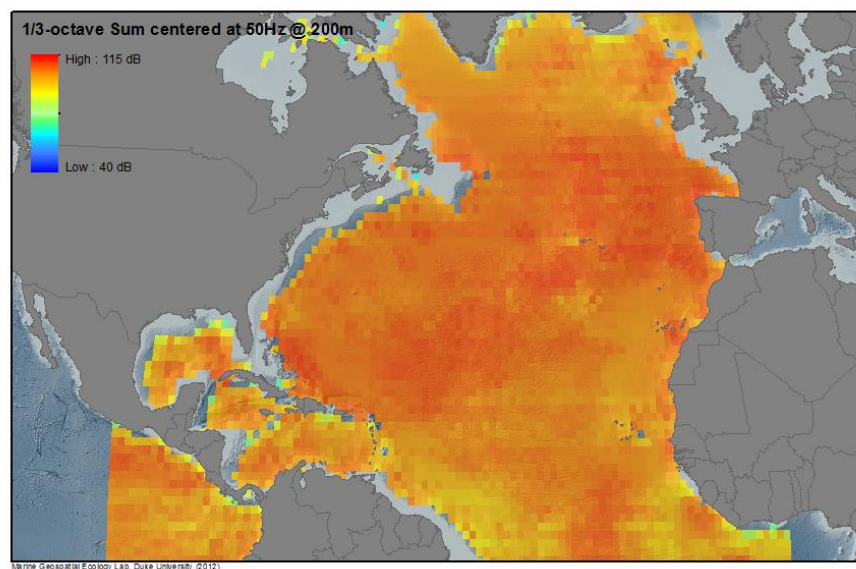 1/3-octave Sum centered at 50Hz @ 200m
High : 115 dB
Low : 40 dB
Marine Geospatial Ecology Lab, Duke University (2012)